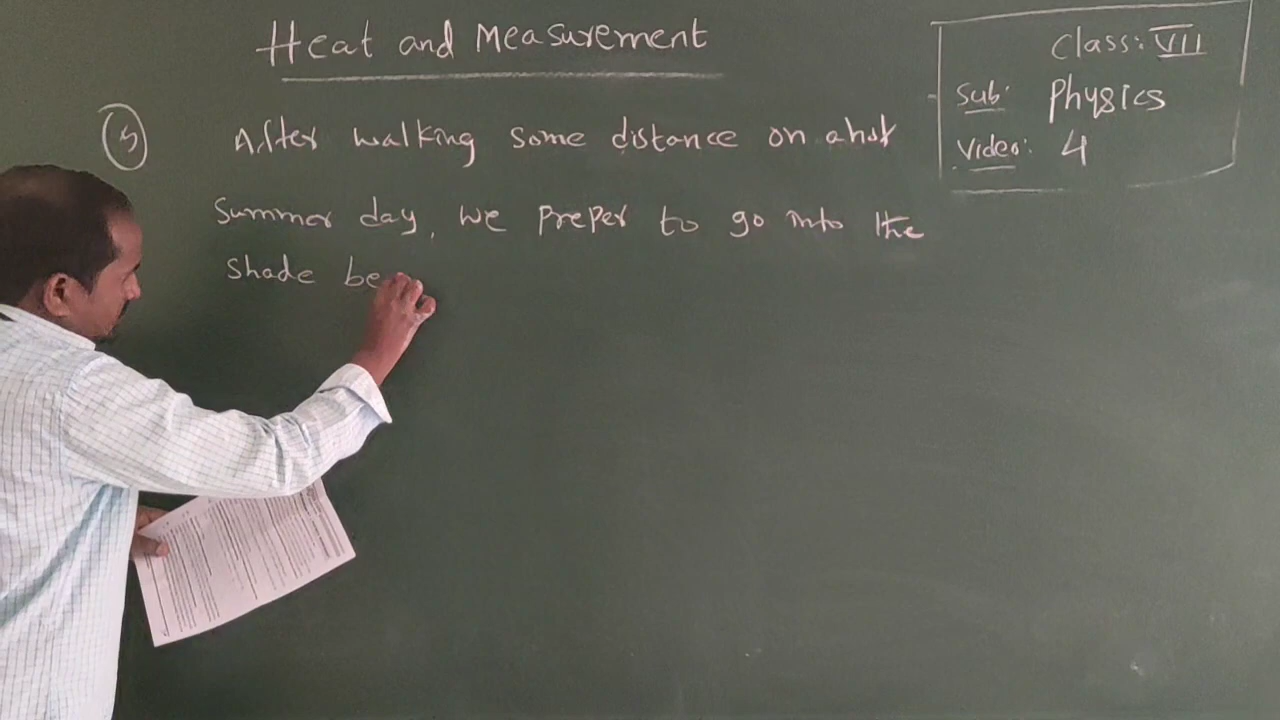 Heat and Measurement
Class: VII
Sub: Physics
Video: 4
5) After walking some distance on a hot
Summer day, we preper to go into the
shade be